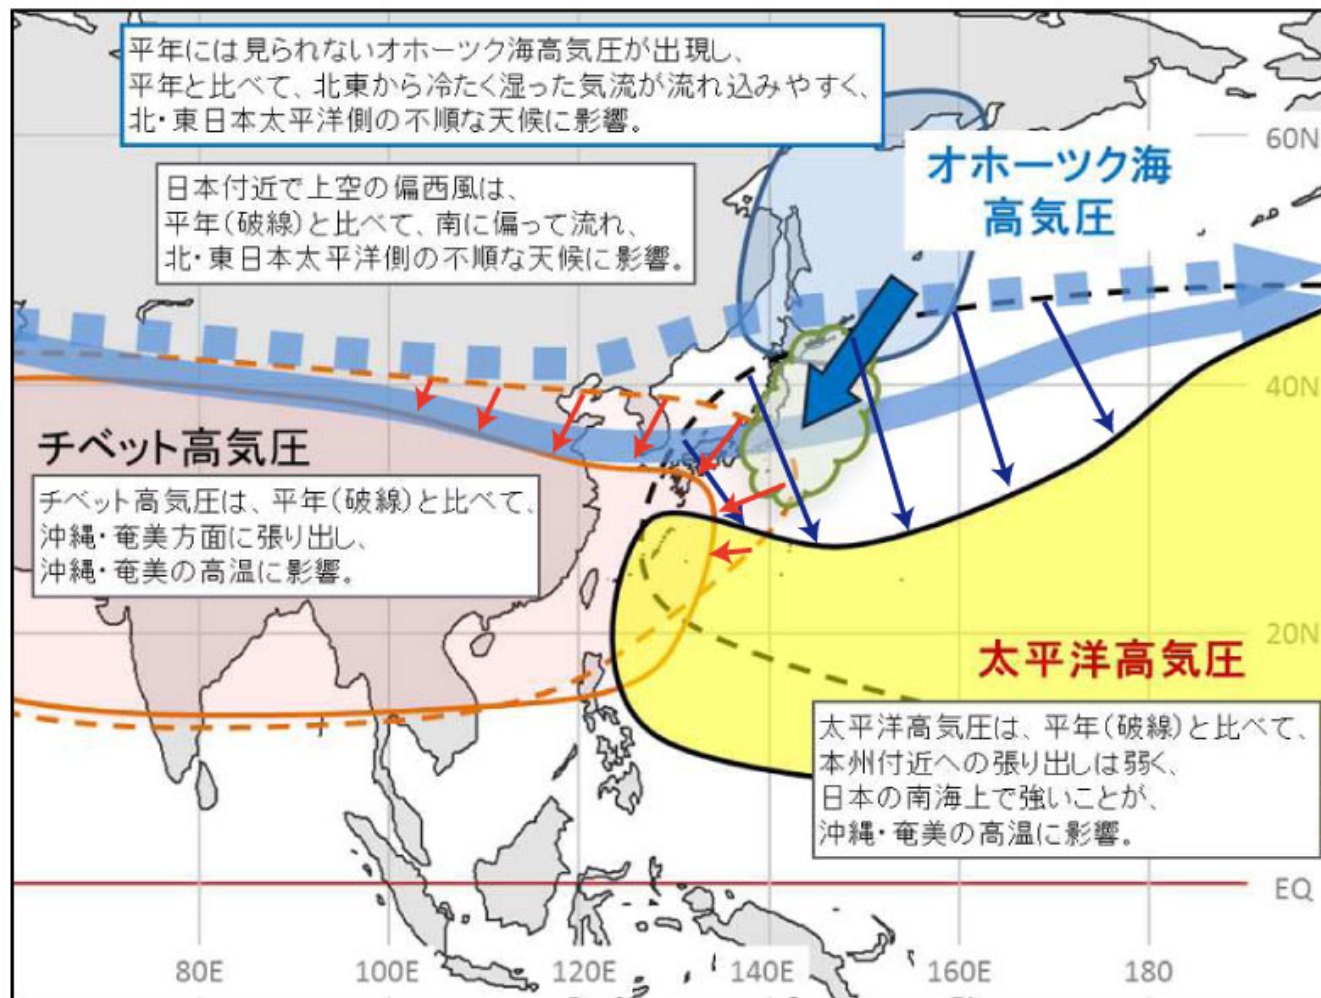 平年には見られないオホーツク海高気圧が出現し、
平年と比べて、北東から冷たく湿った気流が流れ込みやすく、
北・東日本太平洋側の不順な天候に影響。
60N
オホーツク海
高気圧
日本付近で上空の偏西風は、
平年(破線)と比べて、南に偏って流れ、
北・東日本太平洋側の不順な天候に影響。
40N
チベット高気圧
チベット高気圧は、平年(破線)と比べて、
沖縄・奄美方面に張り出し、
沖縄・奄美の高温に影響。
20N
太平洋高気圧
太平洋高気圧は、平年(破線)と比べて、
本州付近への張り出しは弱く、
日本の南海上で強いことが、
沖縄・奄美の高温に影響。
EQ
80E 100E 120E 140E 160E 180